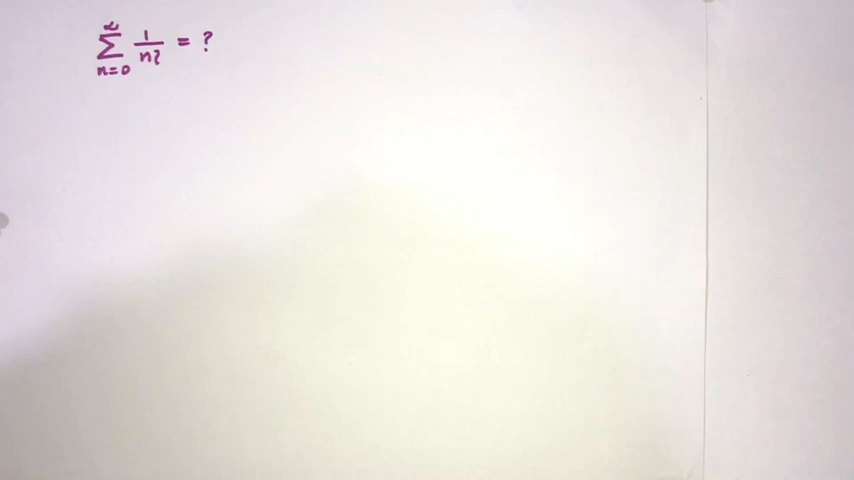 ∞
∑ 1/n? = ?
n=0